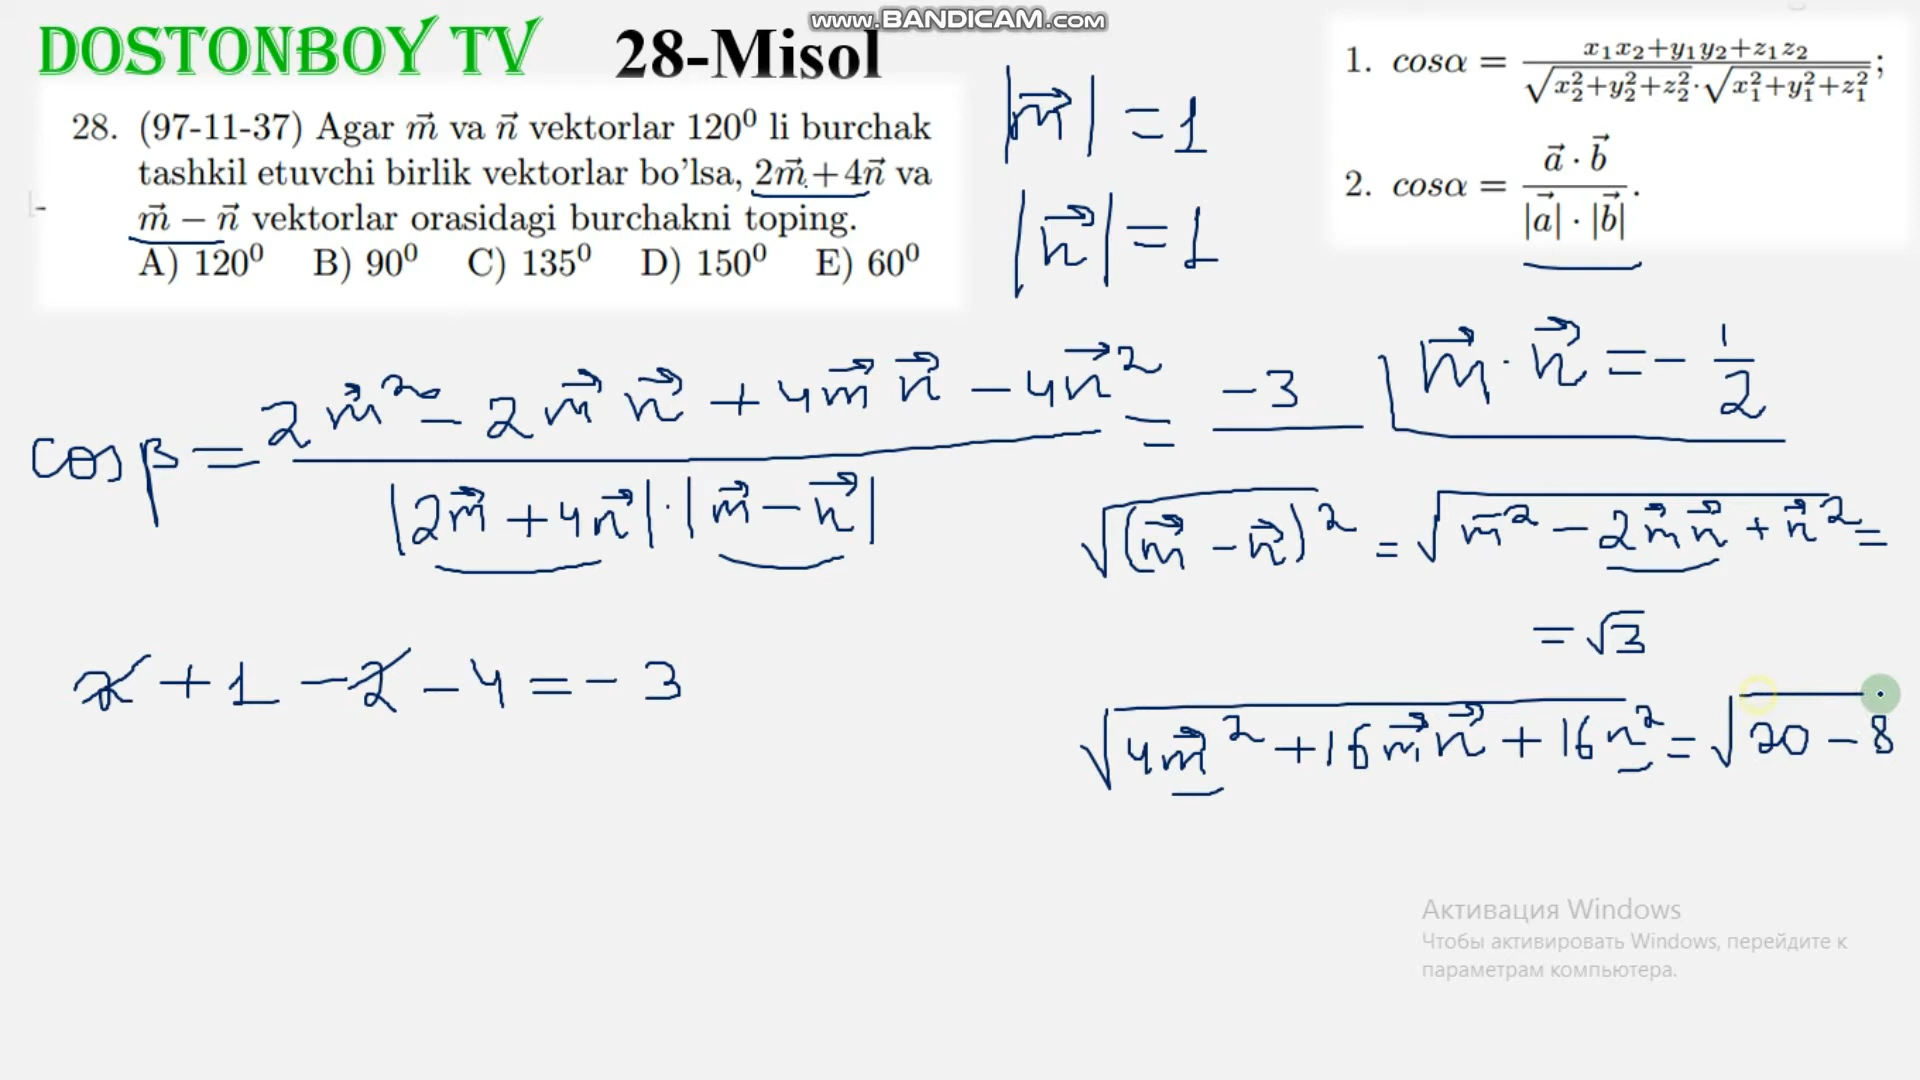 www.BANDICAM.com
DOSTONBOY TV
28-Misol
28. (97-11-37) Agar m⃗ va n⃗ vektorlar 120⁰ li burchak
tashkil etuvchi birlik vektorlar bo'lsa, 2m⃗+4n⃗ va
m⃗ − n⃗ vektorlar orasidagi burchakni toping.
A) 120⁰ B) 90⁰ C) 135⁰ D) 150⁰ E) 60⁰
|m⃗| = 1
|n⃗| = 1
1. cosα = (x₁x₂+y₁y₂+z₁z₂)/(√(x₂²+y₂²+z₂²)·√(x₁²+y₁²+z₁²));
2. cosα = (a⃗ · b⃗)/(|a⃗| · |b⃗|).
cos β = (2m⃗² − 2m⃗ n⃗ + 4m⃗ n⃗ − 4n⃗²)/(|2m⃗ + 4n⃗| · |m⃗ − n⃗|) = −3/
m⃗ · n⃗ = − 1/2
√(m⃗ − n⃗)² = √(m⃗² − 2m⃗n⃗ + n⃗²) =
= √3
2 + 1 − 2 − 4 = − 3
√(4m⃗² + 16m⃗n⃗ + 16n²) = √(20 − 8)
Активация Windows
Чтобы активировать Windows, перейдите к
параметрам компьютера.